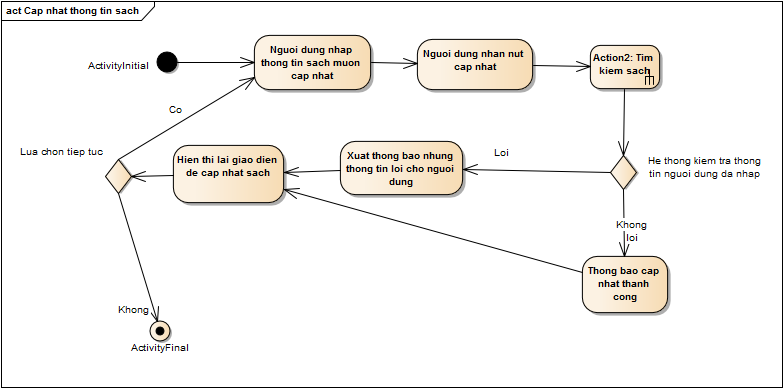 act Cap nhat thong tin sach
ActivityInitial
Nguoi dung nhap
thong tin sach muon
cap nhat
Nguoi dung nhan nut
cap nhat
Action2: Tim
kiem sach
Co
Lua chon tiep tuc
Hien thi lai giao dien
de cap nhat sach
Xuat thong bao nhung
thong tin loi cho nguoi
dung
Loi
He thong kiem tra thong
tin nguoi dung da nhap
Khong
loi
Thong bao cap
nhat thanh
cong
Khong
ActivityFinal